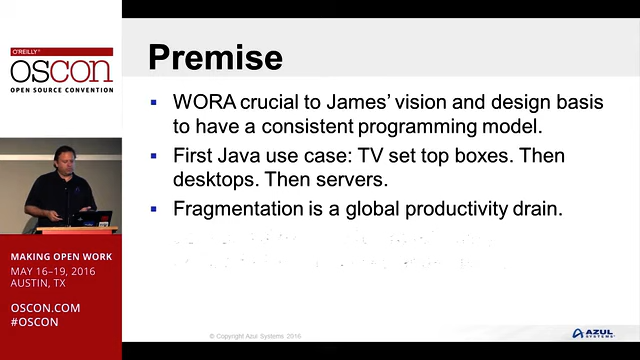 O'REILLY®
OSCON
OPEN SOURCE CONVENTION
MAKING OPEN WORK
MAY 16–19, 2016
AUSTIN, TX
OSCON.COM
#OSCON
Premise
▪ WORA crucial to James' vision and design basis
to have a consistent programming model.
▪ First Java use case: TV set top boxes. Then
desktops. Then servers.
▪ Fragmentation is a global productivity drain.
© Copyright Azul Systems 2016
AZUL
SYSTEMS